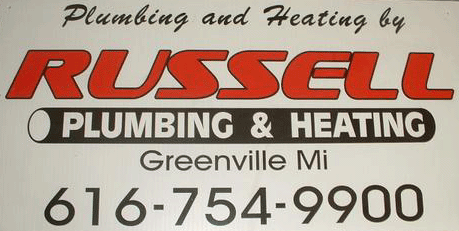 Plumbing and Heating by
RUSSELL
PLUMBING & HEATING
Greenville Mi
616-754-9900